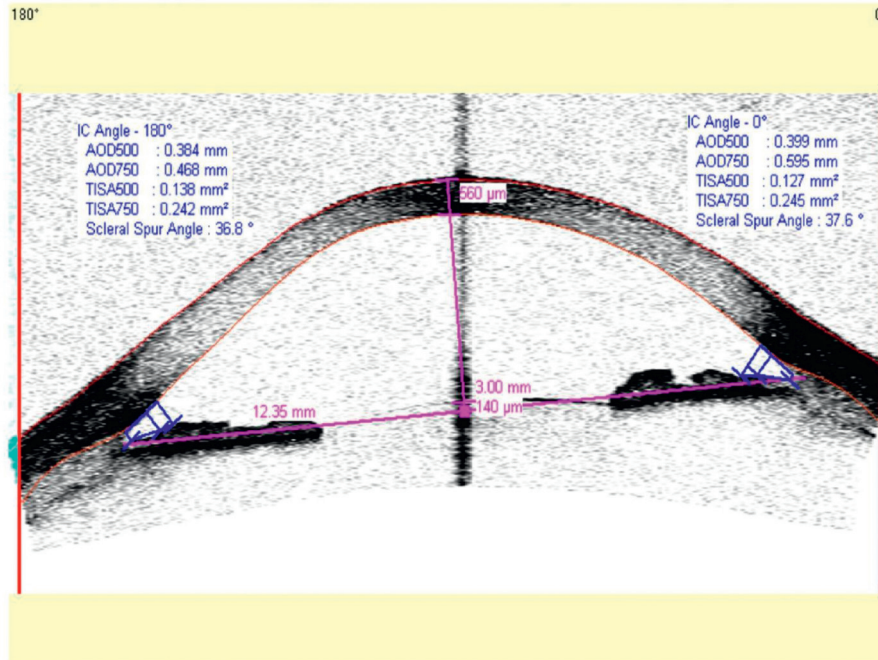 180°
0
IC Angle - 180°
AOD500 : 0.384 mm
AOD750 : 0.468 mm
TISA500 : 0.138 mm²
TISA750 : 0.242 mm²
Scleral Spur Angle : 36.8 °
IC Angle - 0°
AOD500 : 0.399 mm
AOD750 : 0.595 mm
TISA500 : 0.127 mm²
TISA750 : 0.245 mm²
Scleral Spur Angle : 37.6 °
560 µm
3.00 mm
140 µm
12.35 mm